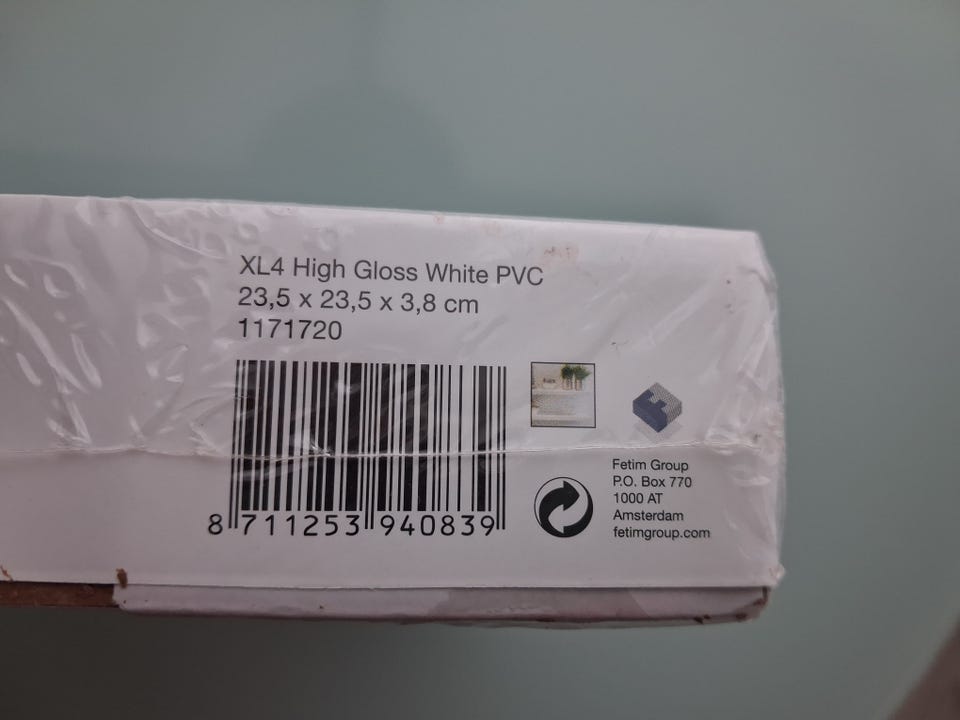 XL4 High Gloss White PVC
23,5 x 23,5 x 3,8 cm
1171720
8 711253 940839
Fetim Group
P.O. Box 770
1000 AT
Amsterdam
fetimgroup.com